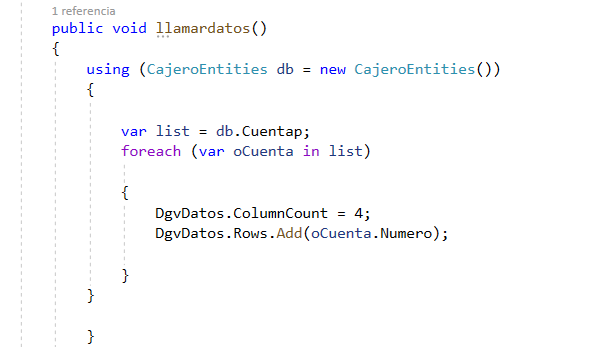 1 referencia
public void llamardatos()
{
using (CajeroEntities db = new CajeroEntities())
{
var list = db.Cuentap;
foreach (var oCuenta in list)
{
DgvDatos.ColumnCount = 4;
DgvDatos.Rows.Add(oCuenta.Numero);
}
}
}